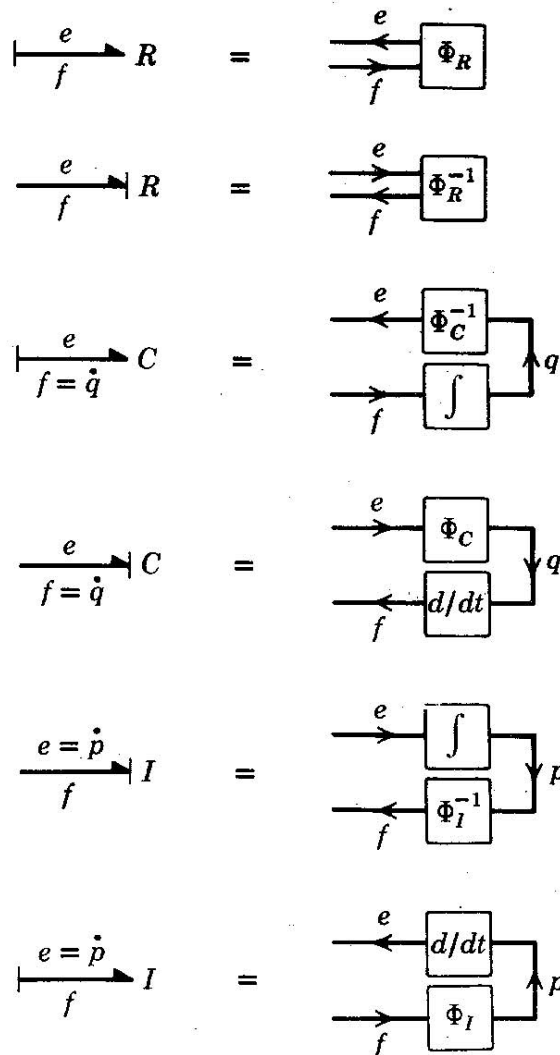 e
f R = e f Φ_R
e
f R = e f Φ_R^{-1}
e
f = q̇ C = e Φ_C^{-1} q ∫ f
e
f = q̇ C = e Φ_C q d/dt f
e = ṗ
f I = e ∫ p Φ_I^{-1} f
e = ṗ
f I = e d/dt p Φ_I f